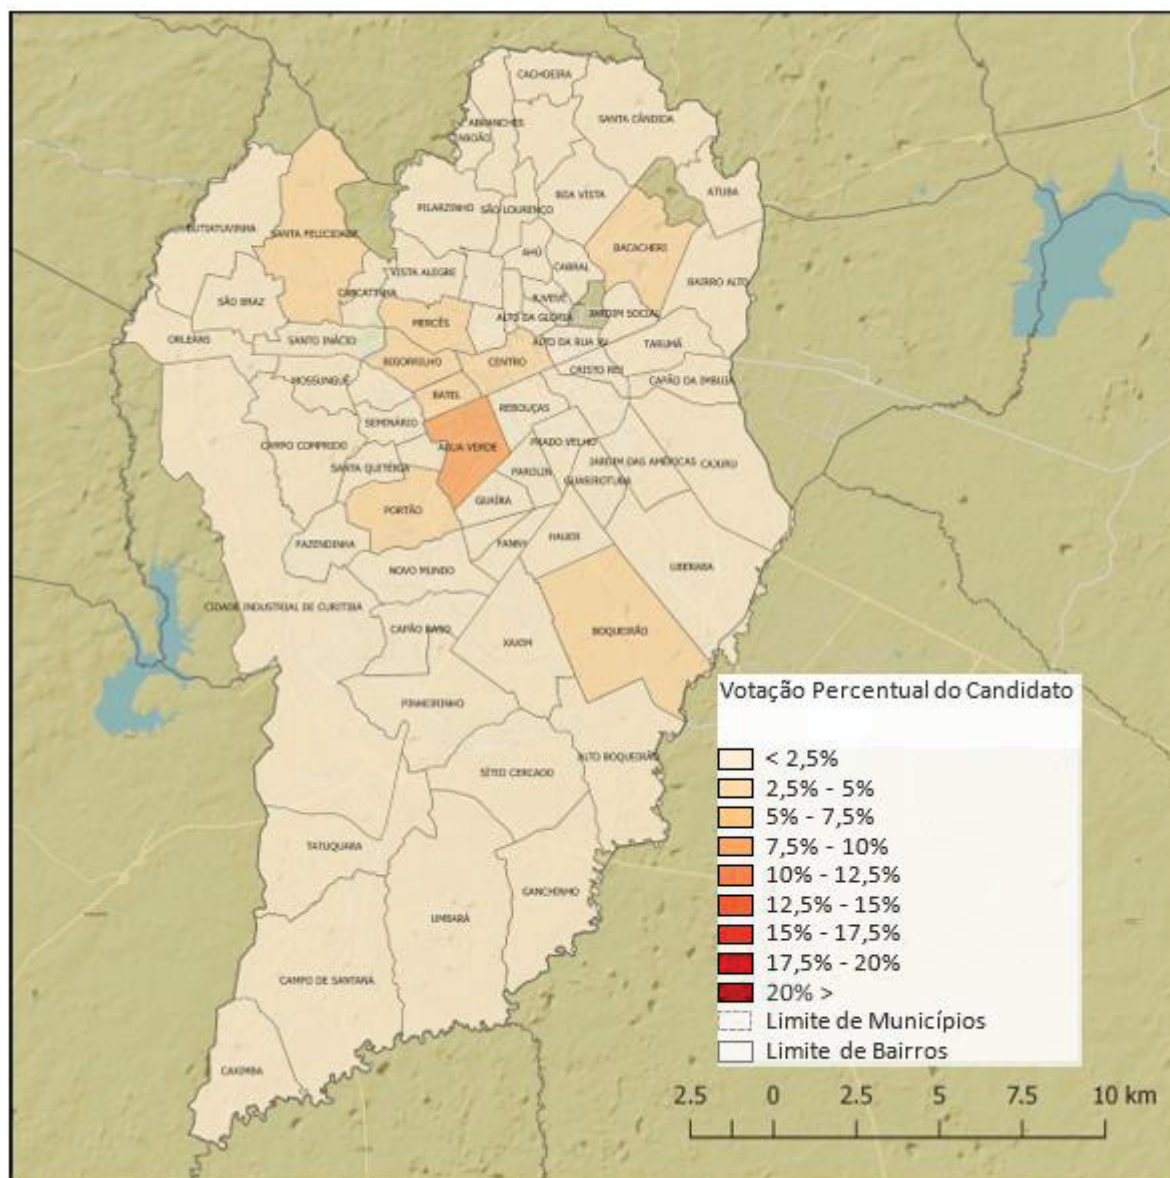 CACHOEIRA
ABRANCHES
TABOÃO
SANTA CÂNDIDA
BOA VISTA
ATUBA
PILARZINHO
SÃO LOURENÇO
BUTIATUVINHA
SANTA FELICIDADE
BACACHERI
AHÚ
CABRAL
VISTA ALEGRE
BAIRRO ALTO
CASCATINHA
SÃO BRAZ
JUVEVÊ
ALTO DA GLÓRIA
JARDIM SOCIAL
MERCÊS
ORLEANS
SANTO INÁCIO
ALTO DA RUA XV
TARUMÃ
BIGORRILHO
CENTRO
CRISTO REI
MOSSUNGUÊ
CAPÃO DA IMBUIA
BATEL
REBOUÇAS
SEMINÁRIO
CAMPO COMPRIDO
ÁGUA VERDE
PRADO VELHO
JARDIM DAS AMÉRICAS
CAJURU
SANTA QUITÉRIA
PAROLIN
GUABIROTUBA
GUAÍRA
PORTÃO
FAZENDINHA
FANNY
HAUER
NOVO MUNDO
UBERABA
CIDADE INDUSTRIAL DE CURITIBA
CAPÃO RASO
XAXIM
BOQUEIRÃO
PINHEIRINHO
ALTO BOQUEIRÃO
SÍTIO CERCADO
TATUQUARA
GANCHINHO
UMBARÁ
CAMPO DE SANTANA
CAXIMBA
Votação Percentual do Candidato
< 2,5%
2,5% - 5%
5% - 7,5%
7,5% - 10%
10% - 12,5%
12,5% - 15%
15% - 17,5%
17,5% - 20%
20% >
Limite de Municípios
Limite de Bairros
2.5 0 2.5 5 7.5 10 km